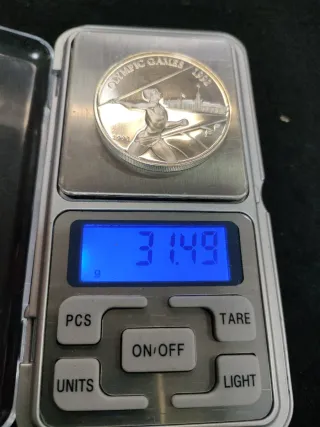 OLYMPIC GAMES
31.49
g
PCS
TARE
ON/OFF
UNITS
LIGHT